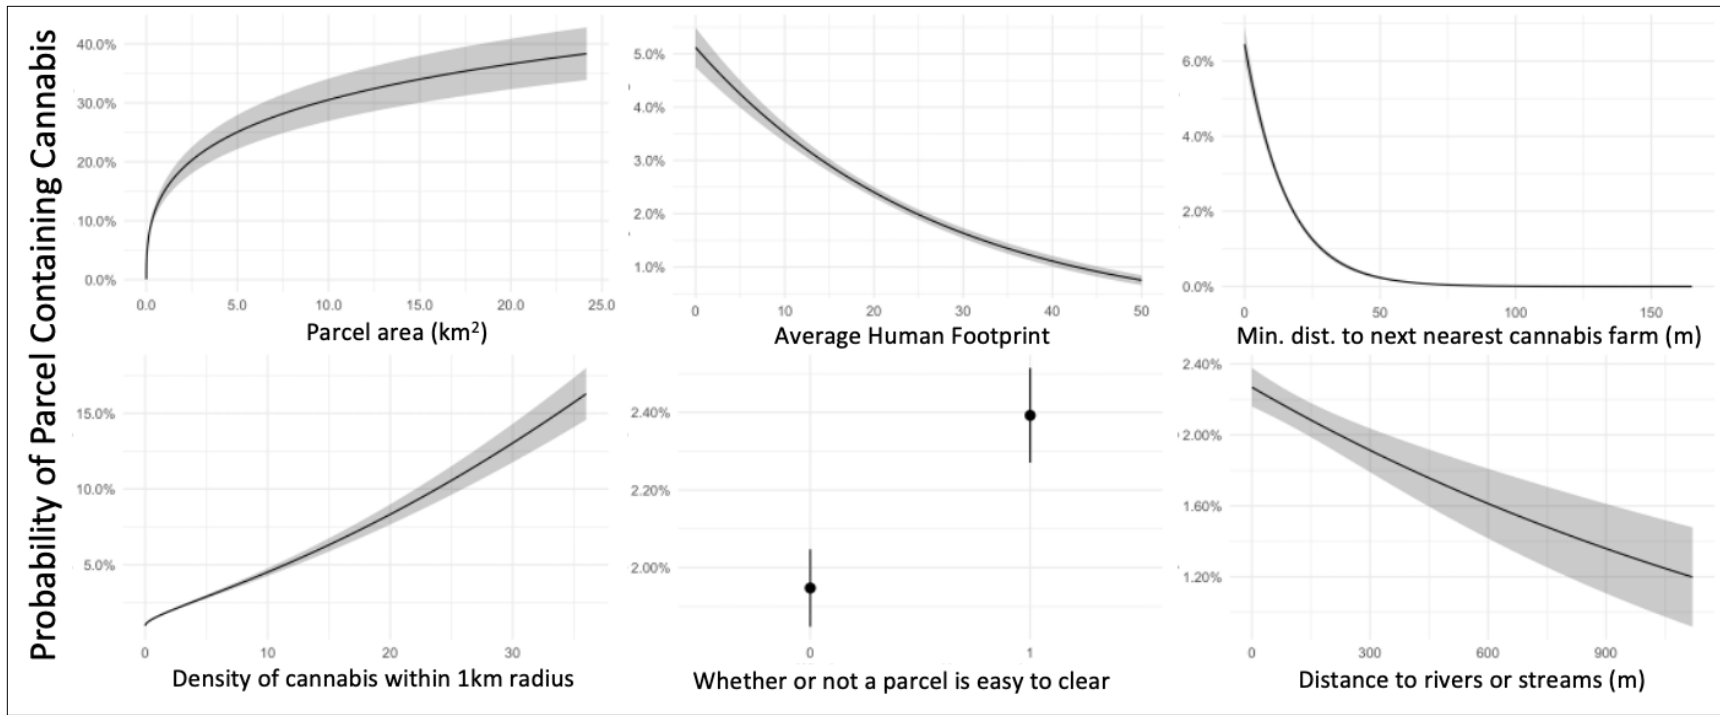 Probability of Parcel Containing Cannabis
40.0%
30.0%
20.0%
10.0%
0.0%
0.0 5.0 10.0 15.0 20.0 25.0
Parcel area (km²)
5.0%
4.0%
3.0%
2.0%
1.0%
0 10 20 30 40 50
Average Human Footprint
6.0%
4.0%
2.0%
0.0%
0 50 100 150
Min. dist. to next nearest cannabis farm (m)
15.0%
10.0%
5.0%
0 10 20 30
Density of cannabis within 1km radius
2.40%
2.20%
2.00%
0 1
Whether or not a parcel is easy to clear
2.40%
2.00%
1.60%
1.20%
0 300 600 900
Distance to rivers or streams (m)